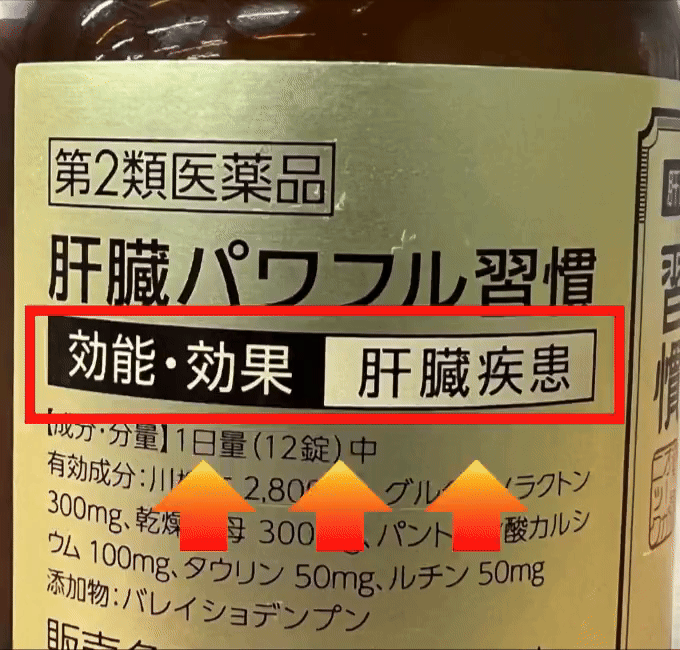 第2類医薬品
肝臓パワフル習慣
効能・効果 肝臓疾患
【成分・分量】1日量(12錠)中
有効成分:川 2,80 、グル ラクトン
300mg、乾燥 母 300 、パント 酸カルシ
ウム 100mg、タウリン 50mg、ルチン 50mg
添加物:バレイショデンプン
販売
習慣